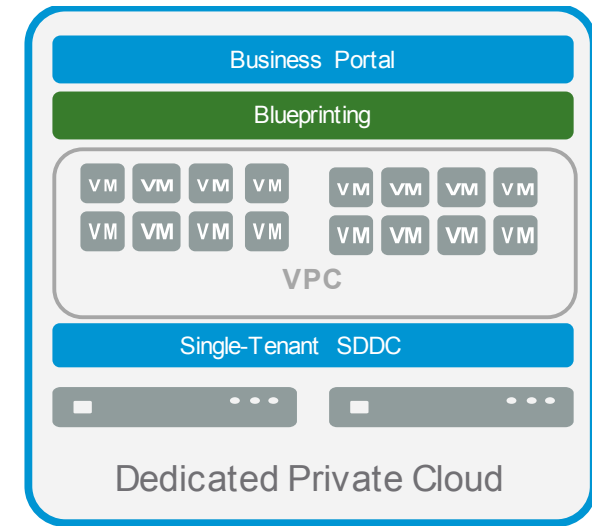 Business Portal
Blueprinting
VM VM VM VM VM VM VM VM
VM VM VM VM VM VM VM VM
VPC
Single-Tenant SDDC
Dedicated Private Cloud